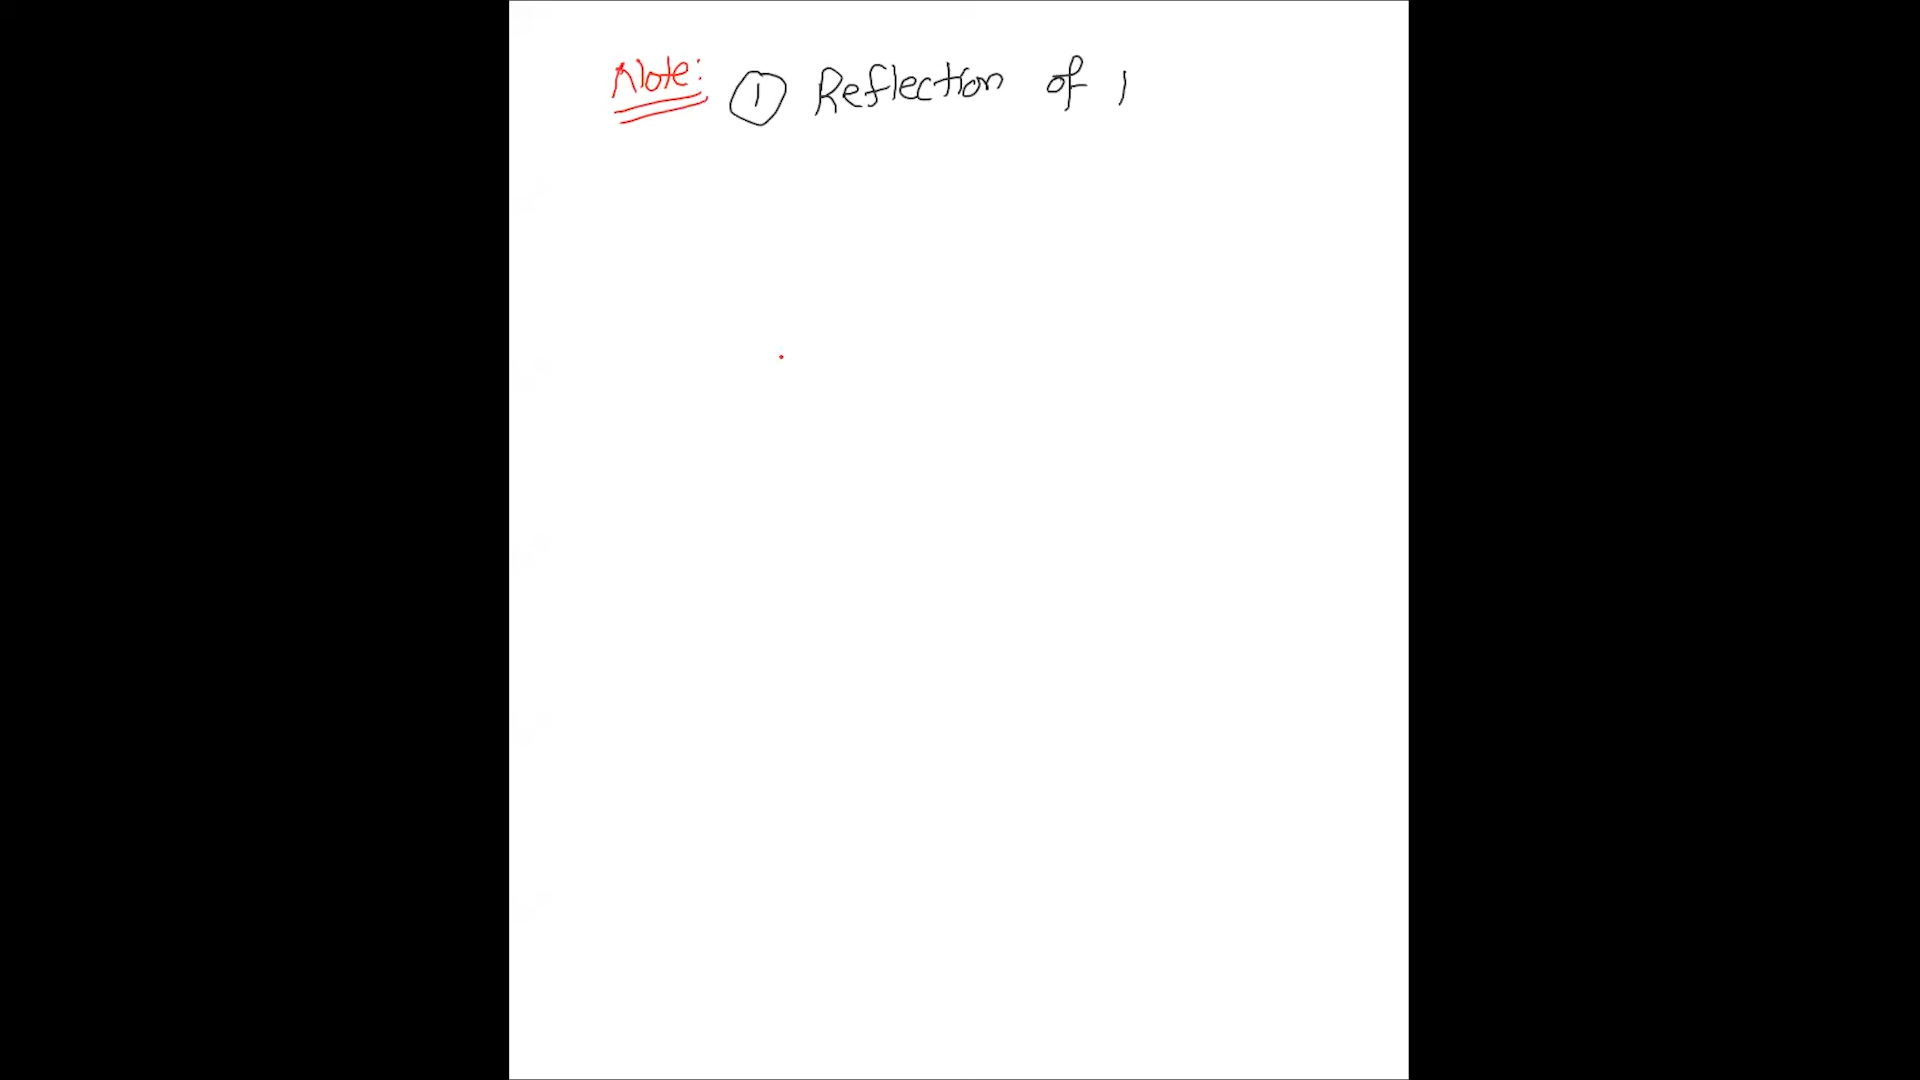 Note: ① Reflection of